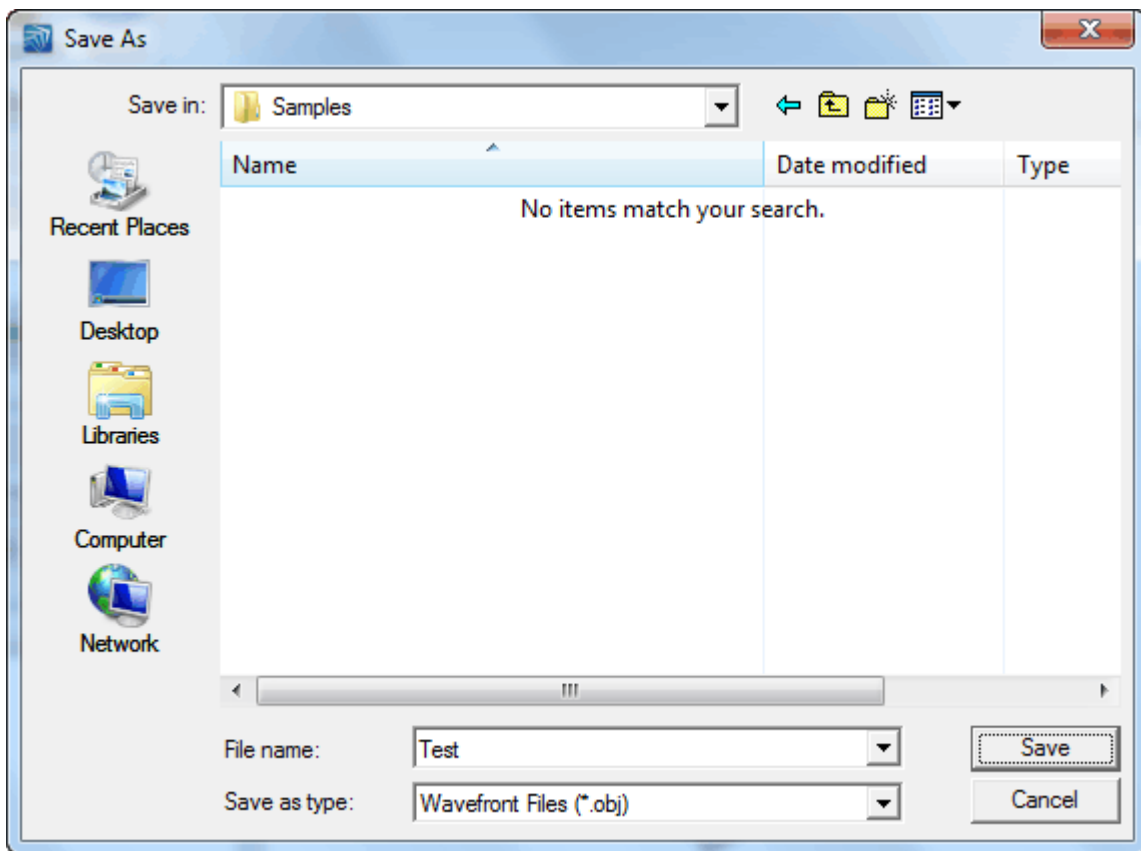 Save As
Save in: Samples
Name Date modified Type
No items match your search.
Recent Places
Desktop
Libraries
Computer
Network
File name: Test Save
Save as type: Wavefront Files (*.obj) Cancel